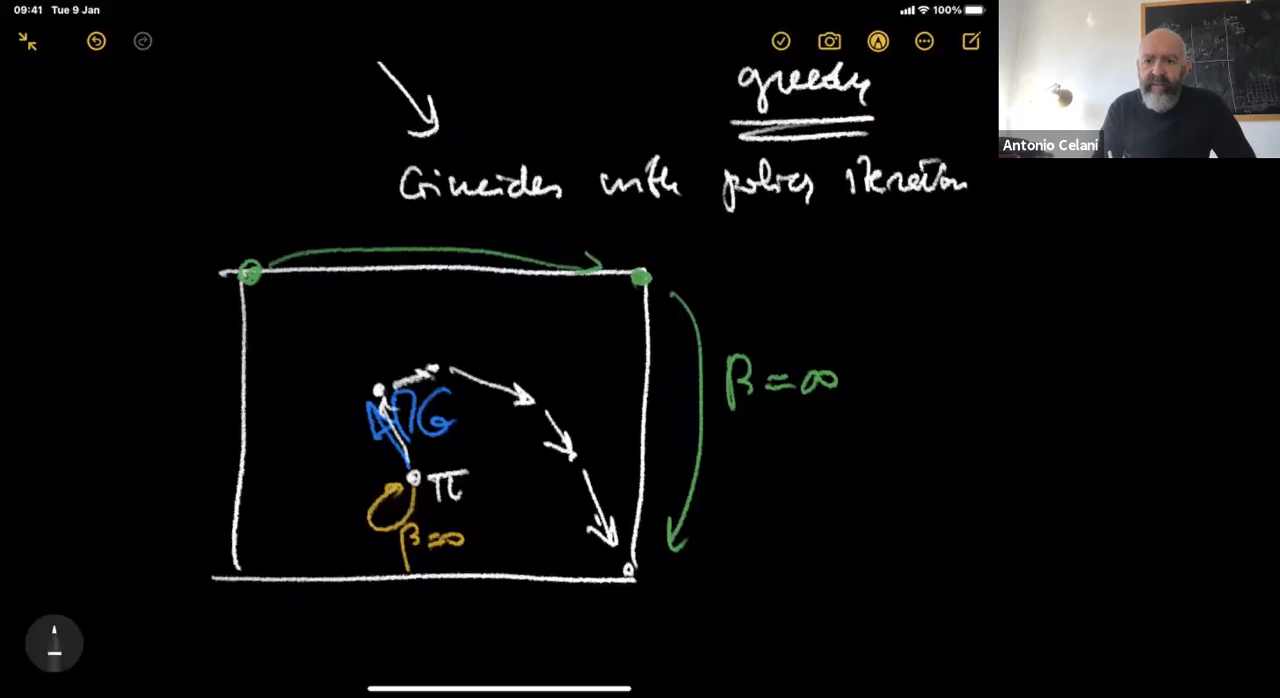 09:41 Tue 9 Jan 100%
greedy
Coincides with policy iteration
β = ∞
π
β=∞
Antonio Celani